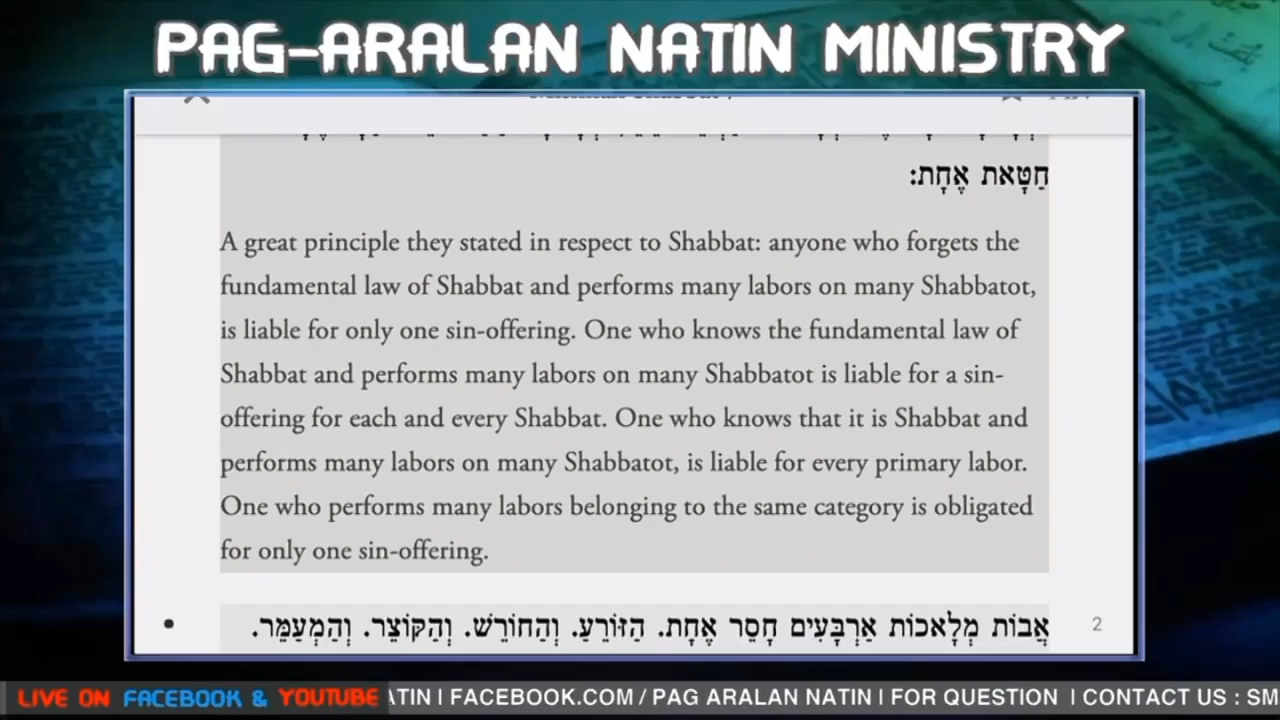 PAG-ARALAN NATIN MINISTRY
חַטָּאת אֶחָת:
A great principle they stated in respect to Shabbat: anyone who forgets the
fundamental law of Shabbat and performs many labors on many Shabbatot,
is liable for only one sin-offering. One who knows the fundamental law of
Shabbat and performs many labors on many Shabbatot is liable for a sin-
offering for each and every Shabbat. One who knows that it is Shabbat and
performs many labors on many Shabbatot, is liable for every primary labor.
One who performs many labors belonging to the same category is obligated
for only one sin-offering.
2
אֲבוֹת מְלָאכוֹת אַרְבָּעִים חָסֵר אֶחָת. הַזּוֹרֵעַ. וְהַחוֹרֵשׁ. וְהַקּוֹצֵר. וְהַמְעַמֵּר.
LIVE ON FACEBOOK & YOUTUBE ATIN | FACEBOOK.COM / PAG ARALAN NATIN | FOR QUESTION | CONTACT US : SM